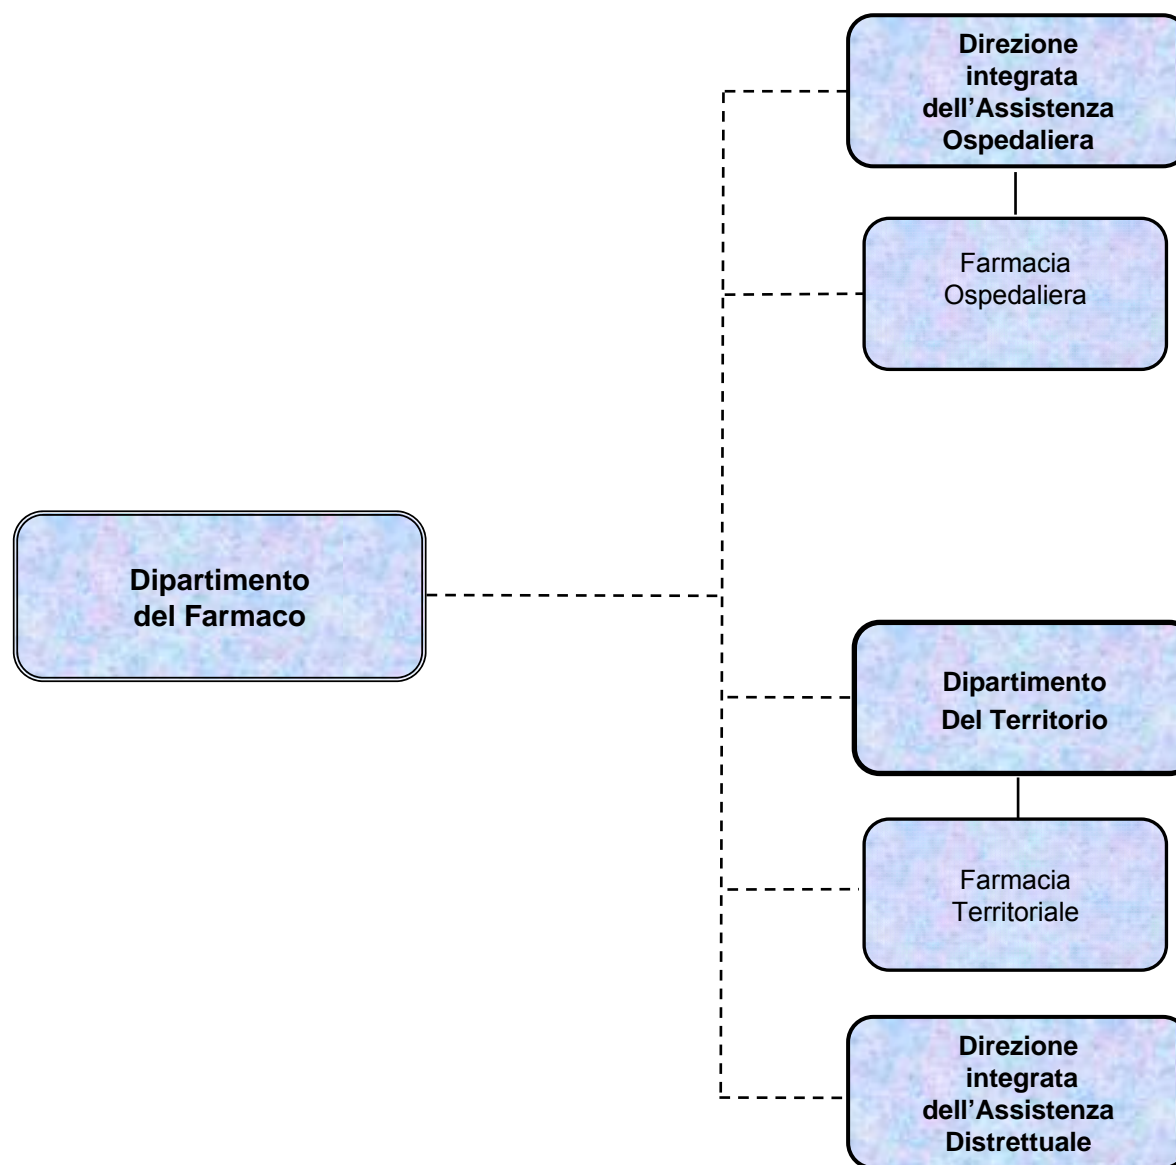 Direzione
integrata
dell’Assistenza
Ospedaliera
Farmacia
Ospedaliera
Dipartimento
del Farmaco
Dipartimento
Del Territorio
Farmacia
Territoriale
Direzione
integrata
dell’Assistenza
Distrettuale